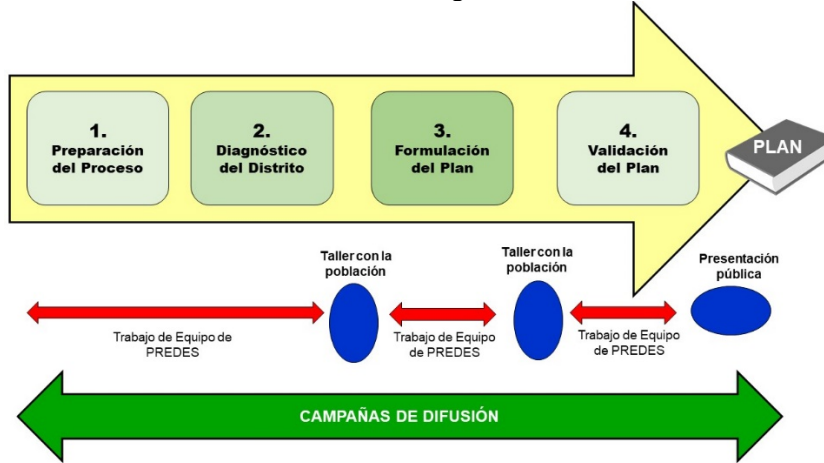 1.
Preparación
del Proceso
2.
Diagnóstico
del Distrito
3.
Formulación
del Plan
4.
Validación
del Plan
PLAN
Taller con la
población
Taller con la
población
Presentación
pública
Trabajo de Equipo de
PREDES
Trabajo de Equipo
de PREDES
Trabajo de Equipo
de PREDES
CAMPAÑAS DE DIFUSIÓN